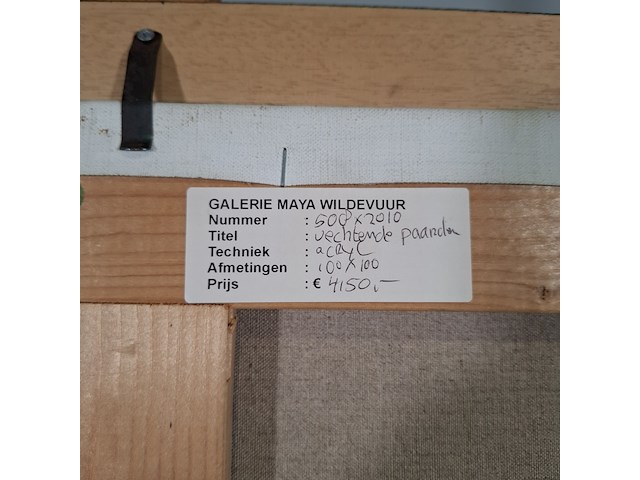 GALERIE MAYA WILDEVUUR
Nummer : 500x2010
Titel : vechtende paarden
Techniek : acryl
Afmetingen : 100x100
Prijs : € 4150,-